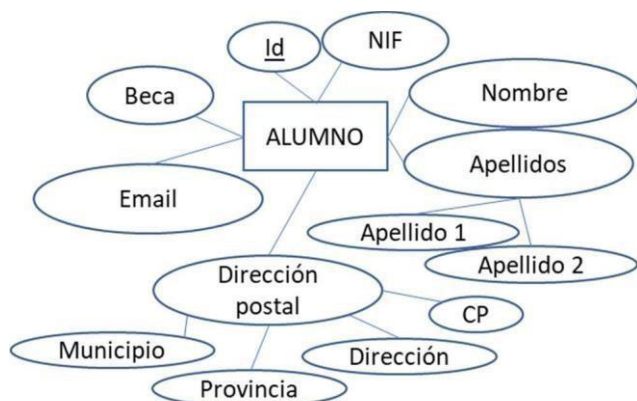 Id
NIF
Beca
Nombre
ALUMNO
Apellidos
Email
Apellido 1
Apellido 2
Dirección
postal
CP
Municipio
Dirección
Provincia